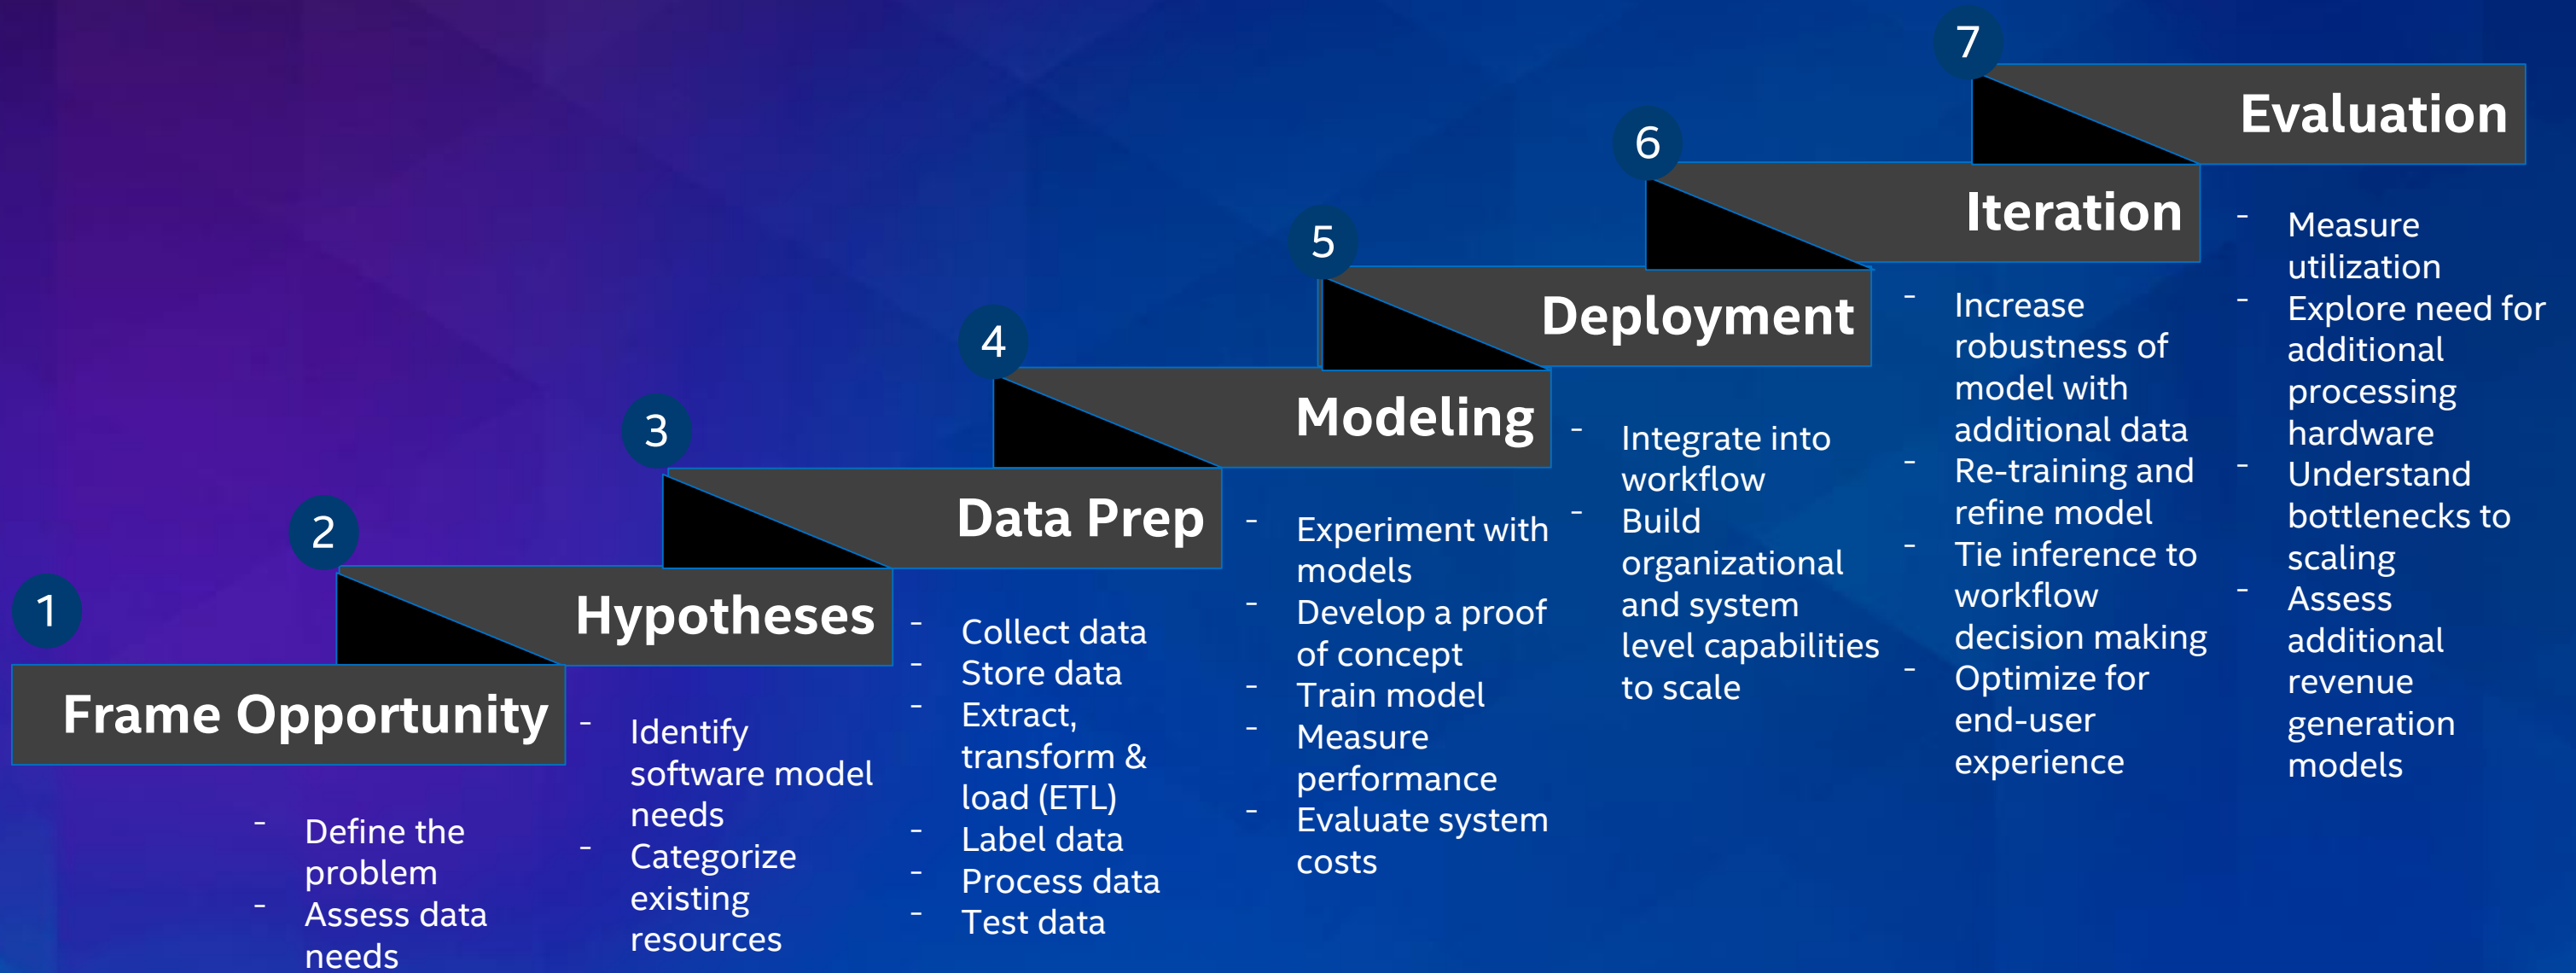 1
Frame Opportunity
- Define the
problem
- Assess data
needs
2
Hypotheses
- Identify
software model
needs
- Categorize
existing
resources
3
Data Prep
- Collect data
- Store data
- Extract,
transform &
load (ETL)
- Label data
- Process data
- Test data
4
Modeling
- Experiment with
models
- Develop a proof
of concept
- Train model
- Measure
performance
- Evaluate system
costs
5
Deployment
- Integrate into
workflow
- Build
organizational
and system
level capabilities
to scale
6
Iteration
- Increase
robustness of
model with
additional data
- Re-training and
refine model
- Tie inference to
workflow
decision making
- Optimize for
end-user
experience
7
Evaluation
- Measure
utilization
- Explore need for
additional
processing
hardware
- Understand
bottlenecks to
scaling
- Assess
additional
revenue
generation
models